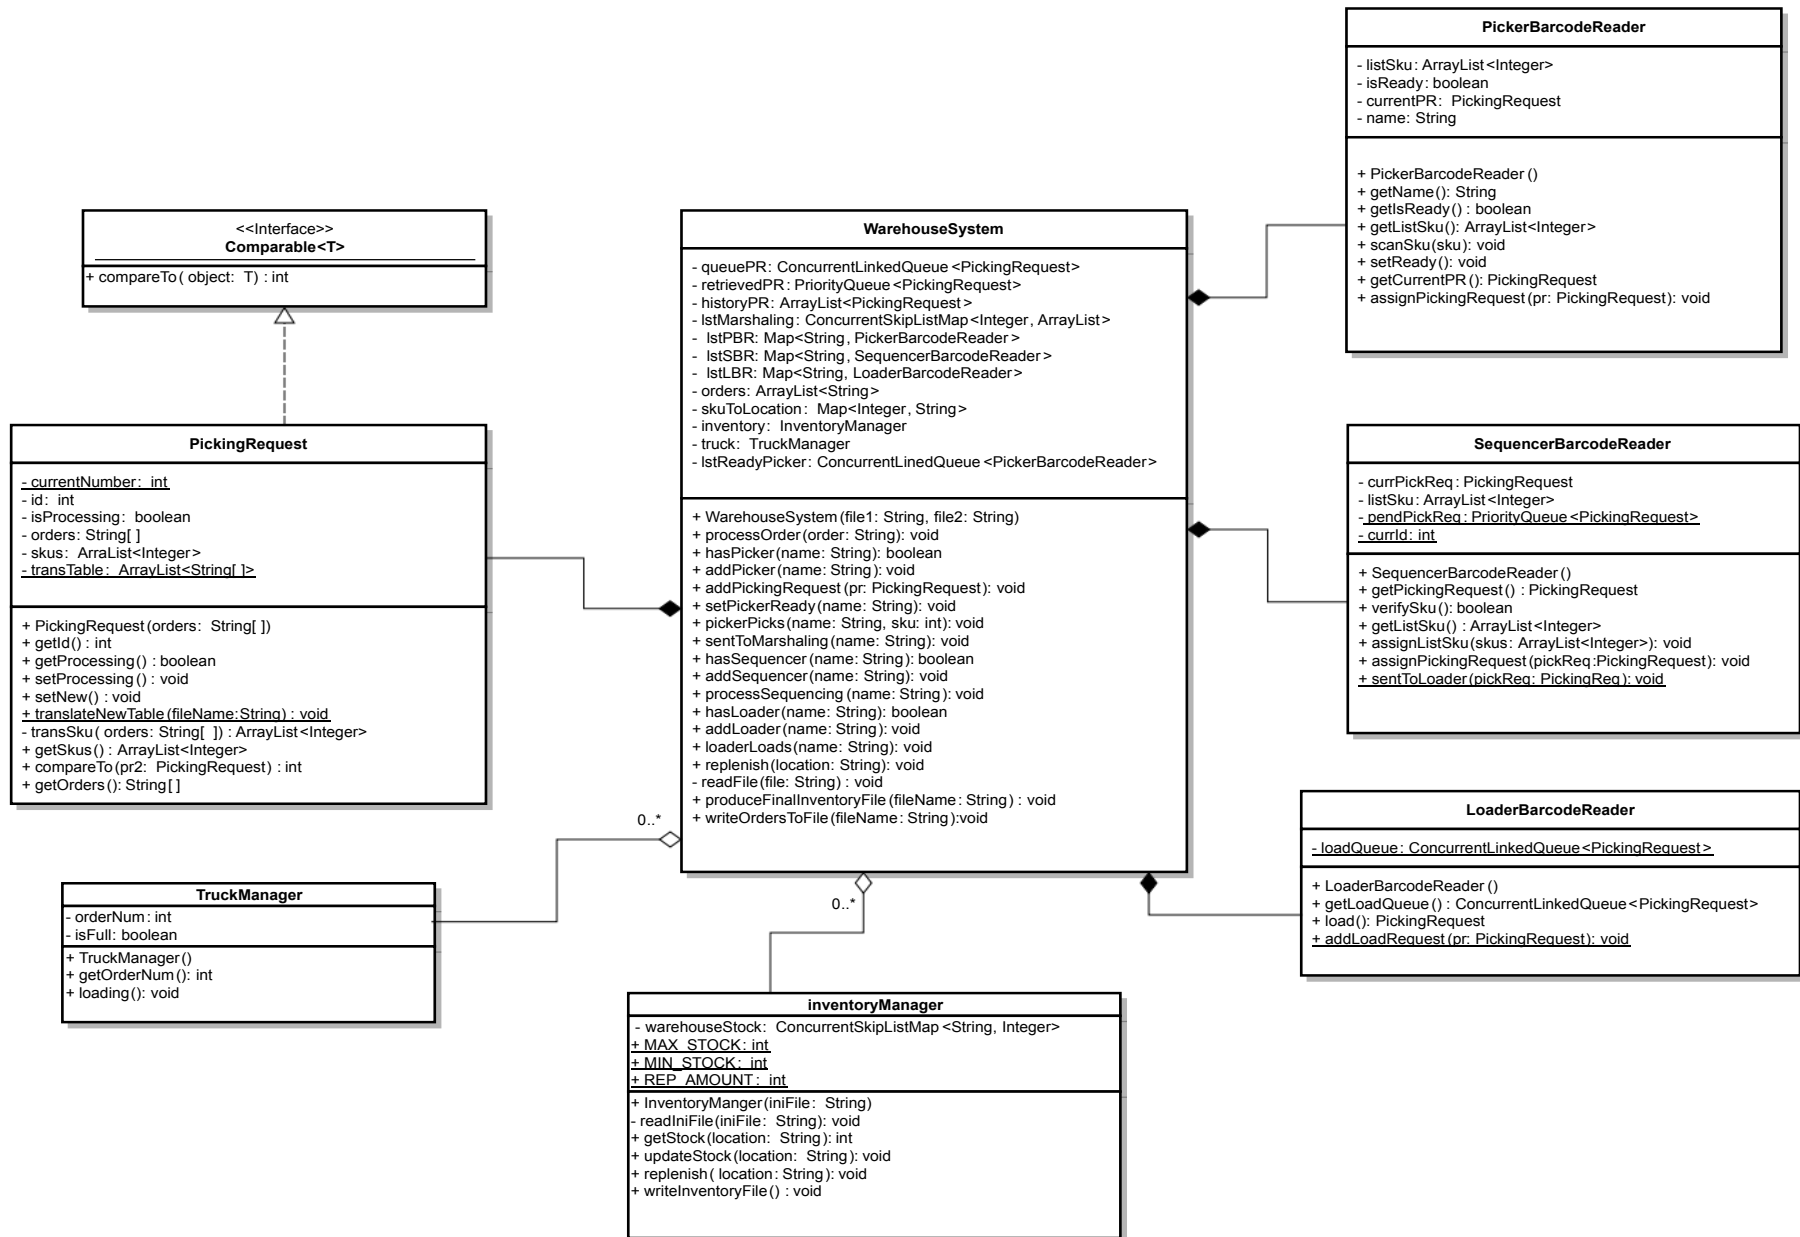 PickerBarcodeReader
- listSku: ArrayList<Integer>
- isReady: boolean
- currentPR: PickingRequest
- name: String
+ PickerBarcodeReader ()
+ getName(): String
+ getIsReady() : boolean
+ getListSku(): ArrayList<Integer>
+ scanSku(sku): void
+ setReady(): void
+ getCurrentPR(): PickingRequest
+ assignPickingRequest(pr: PickingRequest): void
<<Interface>>
Comparable<T>
+ compareTo( object: T) : int
WarehouseSystem
- queuePR: ConcurrentLinkedQueue <PickingRequest>
- retrievedPR: PriorityQueue <PickingRequest>
- historyPR: ArrayList<PickingRequest>
- lstMarshaling: ConcurrentSkipListMap <Integer, ArrayList>
- lstPBR: Map<String, PickerBarcodeReader >
- lstSBR: Map<String, SequencerBarcodeReader>
- lstLBR: Map<String, LoaderBarcodeReader>
- orders: ArrayList<String>
- skuToLocation: Map<Integer, String>
- inventory: InventoryManager
- truck: TruckManager
- lstReadyPicker: ConcurrentLinedQueue <PickerBarcodeReader>
+ WarehouseSystem(file1: String, file2: String)
+ processOrder(order: String): void
+ hasPicker(name: String): boolean
+ addPicker(name: String): void
+ addPickingRequest(pr: PickingRequest): void
+ setPickerReady(name: String): void
+ pickerPicks(name: String, sku: int): void
+ sentToMarshaling(name: String): void
+ hasSequencer(name: String): boolean
+ addSequencer(name: String): void
+ processSequencing(name: String): void
+ hasLoader(name: String): boolean
+ addLoader(name: String): void
+ loaderLoads(name: String): void
+ replenish(location: String): void
- readFile(file: String) : void
+ produceFinalInventoryFile(fileName: String) : void
+ writeOrdersToFile(fileName: String):void
PickingRequest
- currentNumber: int
- id: int
- isProcessing: boolean
- orders: String[ ]
- skus: ArraList<Integer>
- transTable: ArrayList<String[ ]>
+ PickingRequest(orders: String[ ])
+ getId() : int
+ getProcessing() : boolean
+ setProcessing() : void
+ setNew() : void
+ translateNewTable(fileName:String) : void
- transSku( orders: String[ ]) : ArrayList<Integer>
+ getSkus() : ArrayList<Integer>
+ compareTo(pr2: PickingRequest) : int
+ getOrders(): String[ ]
SequencerBarcodeReader
- currPickReq: PickingRequest
- listSku: ArrayList<Integer>
- pendPickReq: PriorityQueue <PickingRequest>
- currId: int
+ SequencerBarcodeReader()
+ getPickingRequest() : PickingRequest
+ verifySku(): boolean
+ getListSku() : ArrayList<Integer>
+ assignListSku(skus: ArrayList<Integer>): void
+ assignPickingRequest(pickReq:PickingRequest): void
+ sentToLoader(pickReq: PickingReq): void
LoaderBarcodeReader
- loadQueue: ConcurrentLinkedQueue <PickingRequest>
+ LoaderBarcodeReader()
+ getLoadQueue() : ConcurrentLinkedQueue <PickingRequest>
+ load(): PickingRequest
+ addLoadRequest(pr: PickingRequest): void
0..*
0..*
TruckManager
- orderNum: int
- isFull: boolean
+ TruckManager()
+ getOrderNum(): int
+ loading(): void
inventoryManager
- warehouseStock: ConcurrentSkipListMap <String, Integer>
+ MAX_STOCK: int
+ MIN_STOCK: int
+ REP_AMOUNT: int
+ InventoryManger(iniFile: String)
- readIniFile(iniFile: String): void
+ getStock(location: String): int
+ updateStock(location: String): void
+ replenish( location: String): void
+ writeInventoryFile() : void